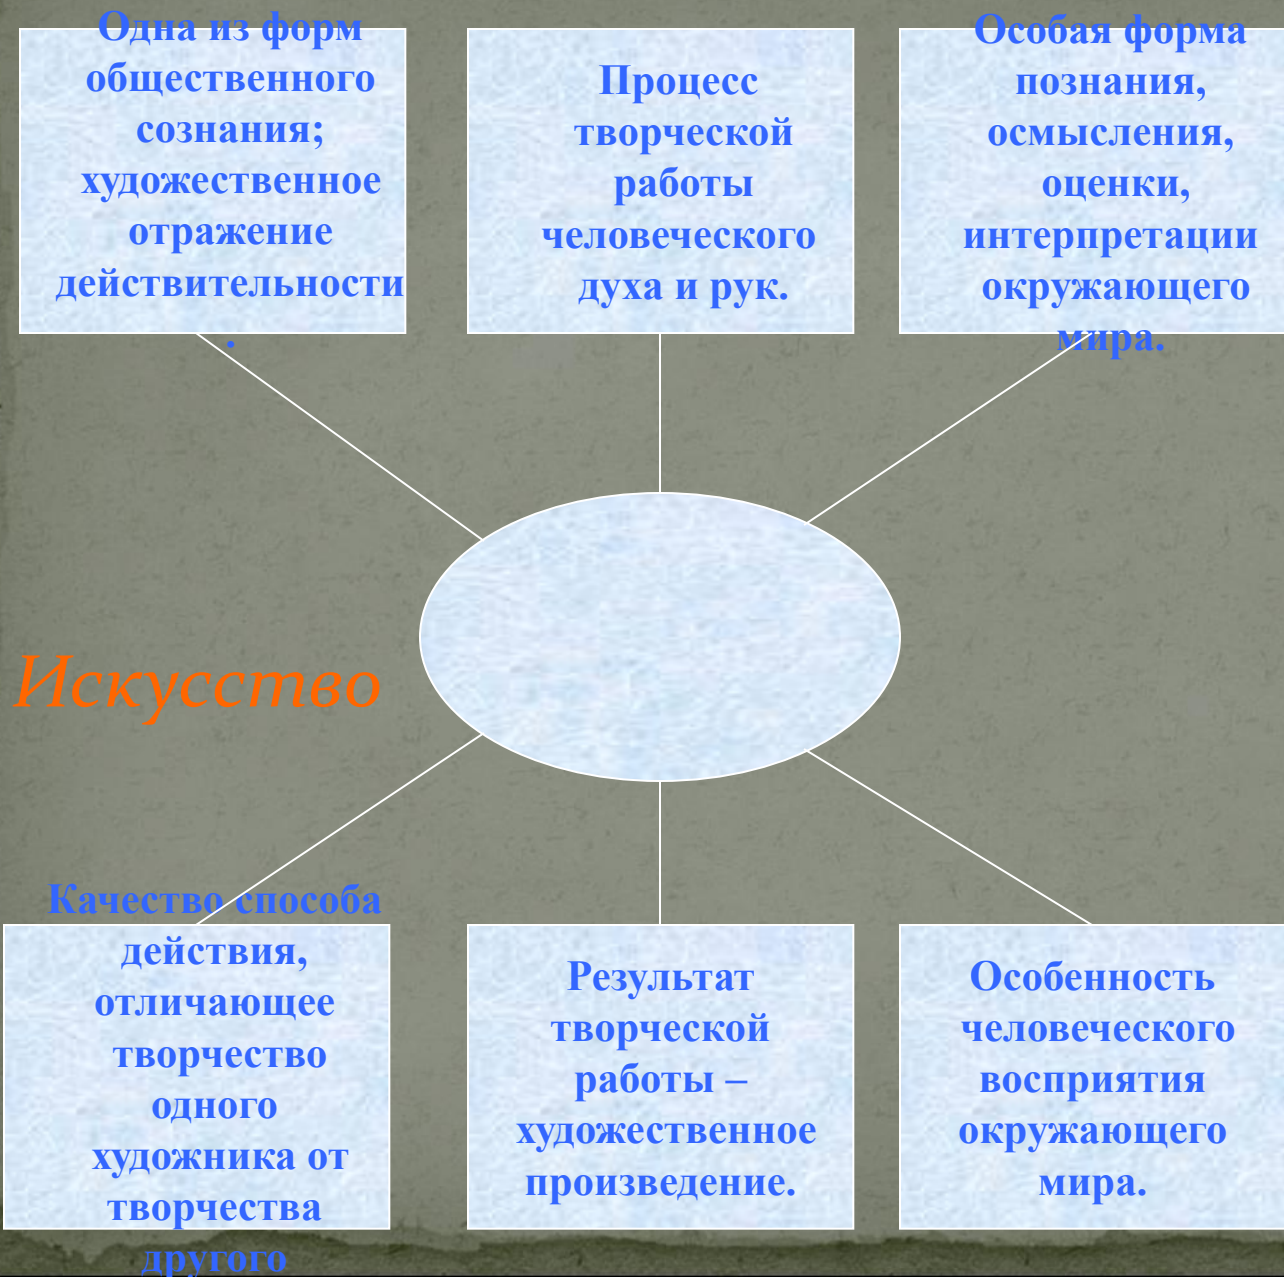 Одна из форм
общественного
сознания;
художественное
отражение
действительности
.
Процесс
творческой
работы
человеческого
духа и рук.
Особая форма
познания,
осмысления,
оценки,
интерпретации
окружающего
мира.
Искусство
Качество способа
действия,
отличающее
творчество
одного
художника от
творчества
другого
Результат
творческой
работы –
художественное
произведение.
Особенность
человеческого
восприятия
окружающего
мира.